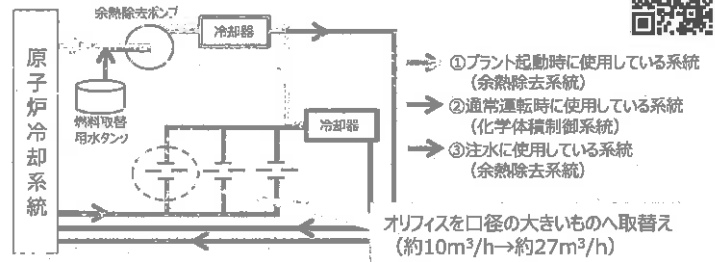 余熱除去ポンプ
冷却器
原子炉冷却系統
燃料取替
用水タンク
冷却器
①プラント起動時に使用している系統
(余熱除去系統)
②通常運転時に使用している系統
(化学体積制御系統)
③注水に使用している系統
(余熱除去系統)
オリフィスを口径の大きいものへ取替え
(約10m³/h→約27m³/h)